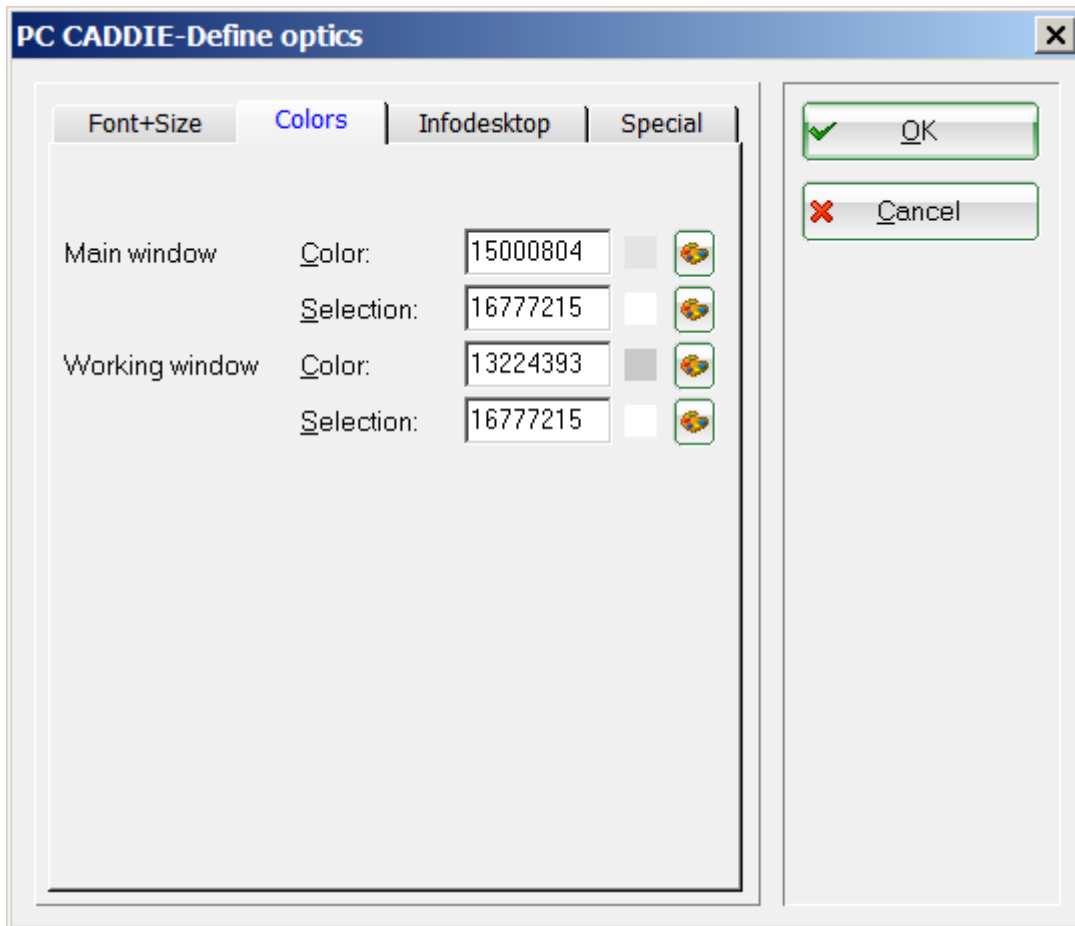 PC CADDIE-Define optics
Font+Size Colors Infodesktop Special
OK
Cancel
Main window Color: 15000804
Selection: 16777215
Working window Color: 13224393
Selection: 16777215